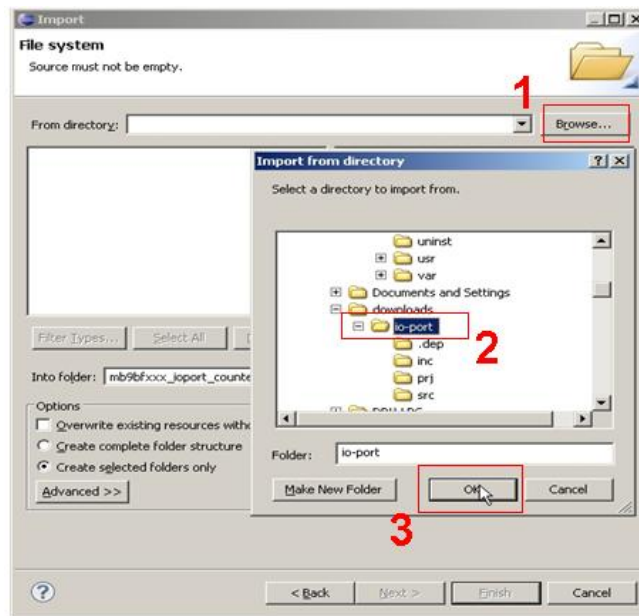 Import
File system
Source must not be empty.
1
From directory:
Browse...
Import from directory
Select a directory to import from.
uninst
usr
var
Documents and Settings
downloads
io-port
2
.dep
inc
prj
src
Filter Types...
Select All
Into folder: mb9bfxxx_ioport_counte
Options
Overwrite existing resources witho
Create complete folder structure
Create selected folders only
Advanced >>
Folder: io-port
Make New Folder
OK
Cancel
3
?
< Back
Next >
Finish
Cancel